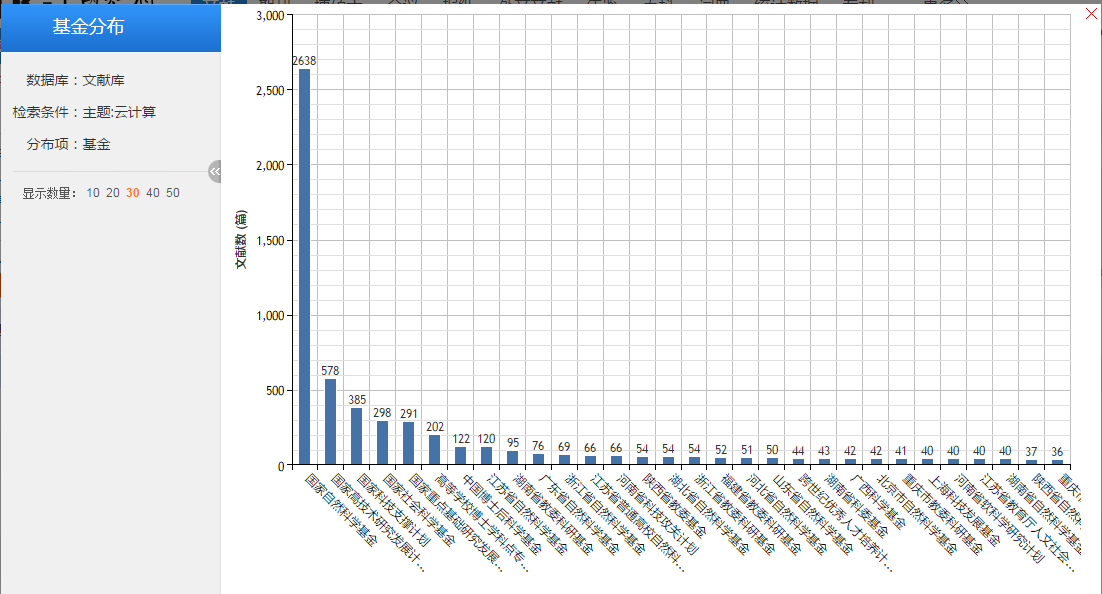 基金分布
数据库：文献库
检索条件：主题:云计算
分布项：基金
显示数量： 10 20 30 40 50
文献数 (篇)
3,000
2,500
2,000
1,500
1,000
500
0
2638
578
385
298
291
202
122
120
95
76
69
66
66
54
54
54
52
51
50
44
43
42
42
41
40
40
40
40
37
36
国家自然科学基金
国家高技术研究发展计…
国家科技支撑计划
国家社会科学基金
国家重点基础研究发展…
高等学校博士学科点专…
中国博士后科学基金
江苏省自然科学基金
湖南省教委科研基金
广东省自然科学基金
浙江省自然科学基金
江苏省普通高校自然科…
河南省科技攻关计划
陕西省教委基金
湖北省自然科学基金
浙江省教委科研基金
福建省教委科研基金
河北省自然科学基金
山东省自然科学基金
跨世纪优秀人才培养计…
湖南省科委基金
广西科学基金
北京市自然科学基金
重庆市教委科研基金
上海科技发展基金
河南省软科学研究计划
江苏省教育厅人文社会…
湖南省自然科学基金
陕西省自然科
重庆